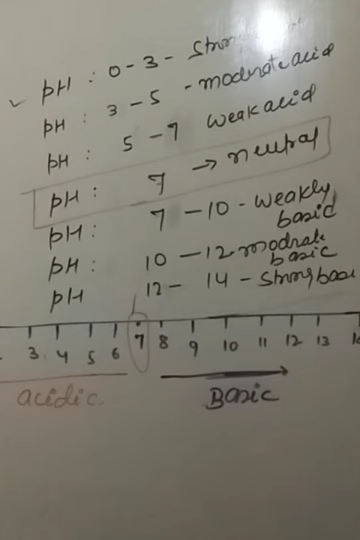 pH : 0-3-
pH : 3-5 - modrate acid
pH : 5-7 weak acid
pH : 7 → neutral
pH : 7-10 - weakly basic
pH : 10-12 modrate basic
pH 12- 14 - strong base
3 4 5 6 7 8 9 10 11 12 13
acidic Basic